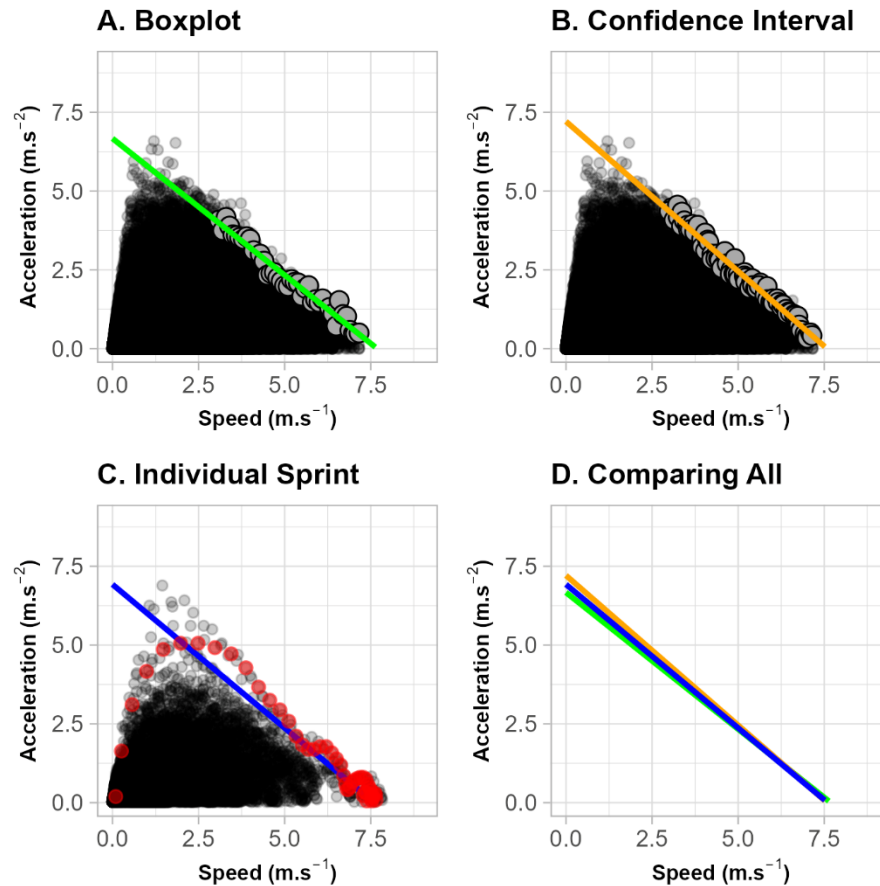 A. Boxplot
B. Confidence Interval
Acceleration (m.s⁻²)
7.5
5.0
2.5
0.0
0.0 2.5 5.0 7.5
Speed (m.s⁻¹)
Acceleration (m.s⁻²)
7.5
5.0
2.5
0.0
0.0 2.5 5.0 7.5
Speed (m.s⁻¹)
C. Individual Sprint
D. Comparing All
Acceleration (m.s⁻²)
7.5
5.0
2.5
0.0
0.0 2.5 5.0 7.5
Speed (m.s⁻¹)
Acceleration (m.s⁻²)
7.5
5.0
2.5
0.0
0.0 2.5 5.0 7.5
Speed (m.s⁻¹)